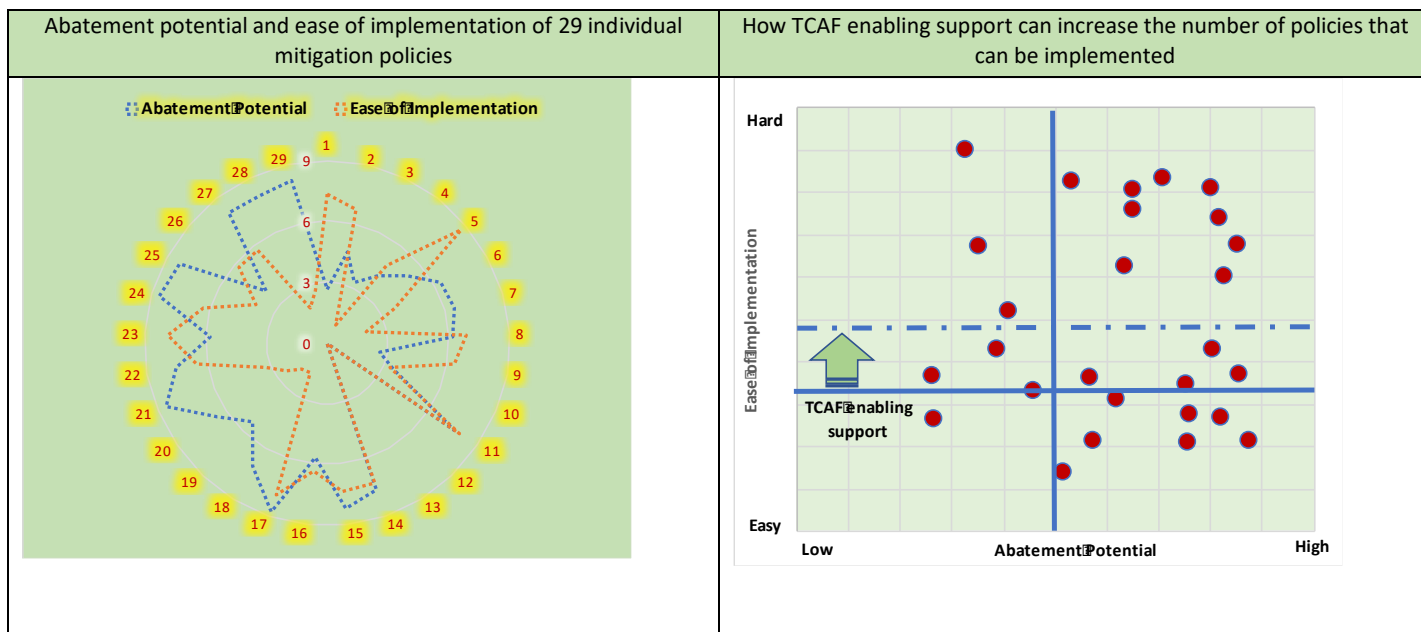 Abatement potential and ease of implementation of 29 individual
mitigation policies
How TCAF enabling support can increase the number of policies that
can be implemented
Abatement Potential
Ease of Implementation
1
2
3
4
5
6
7
8
9
10
11
12
13
14
15
16
17
18
19
20
21
22
23
24
25
26
27
28
29
9
6
3
0
Hard
Ease of Implementation
TCAF enabling
support
Easy
Low
Abatement Potential
High